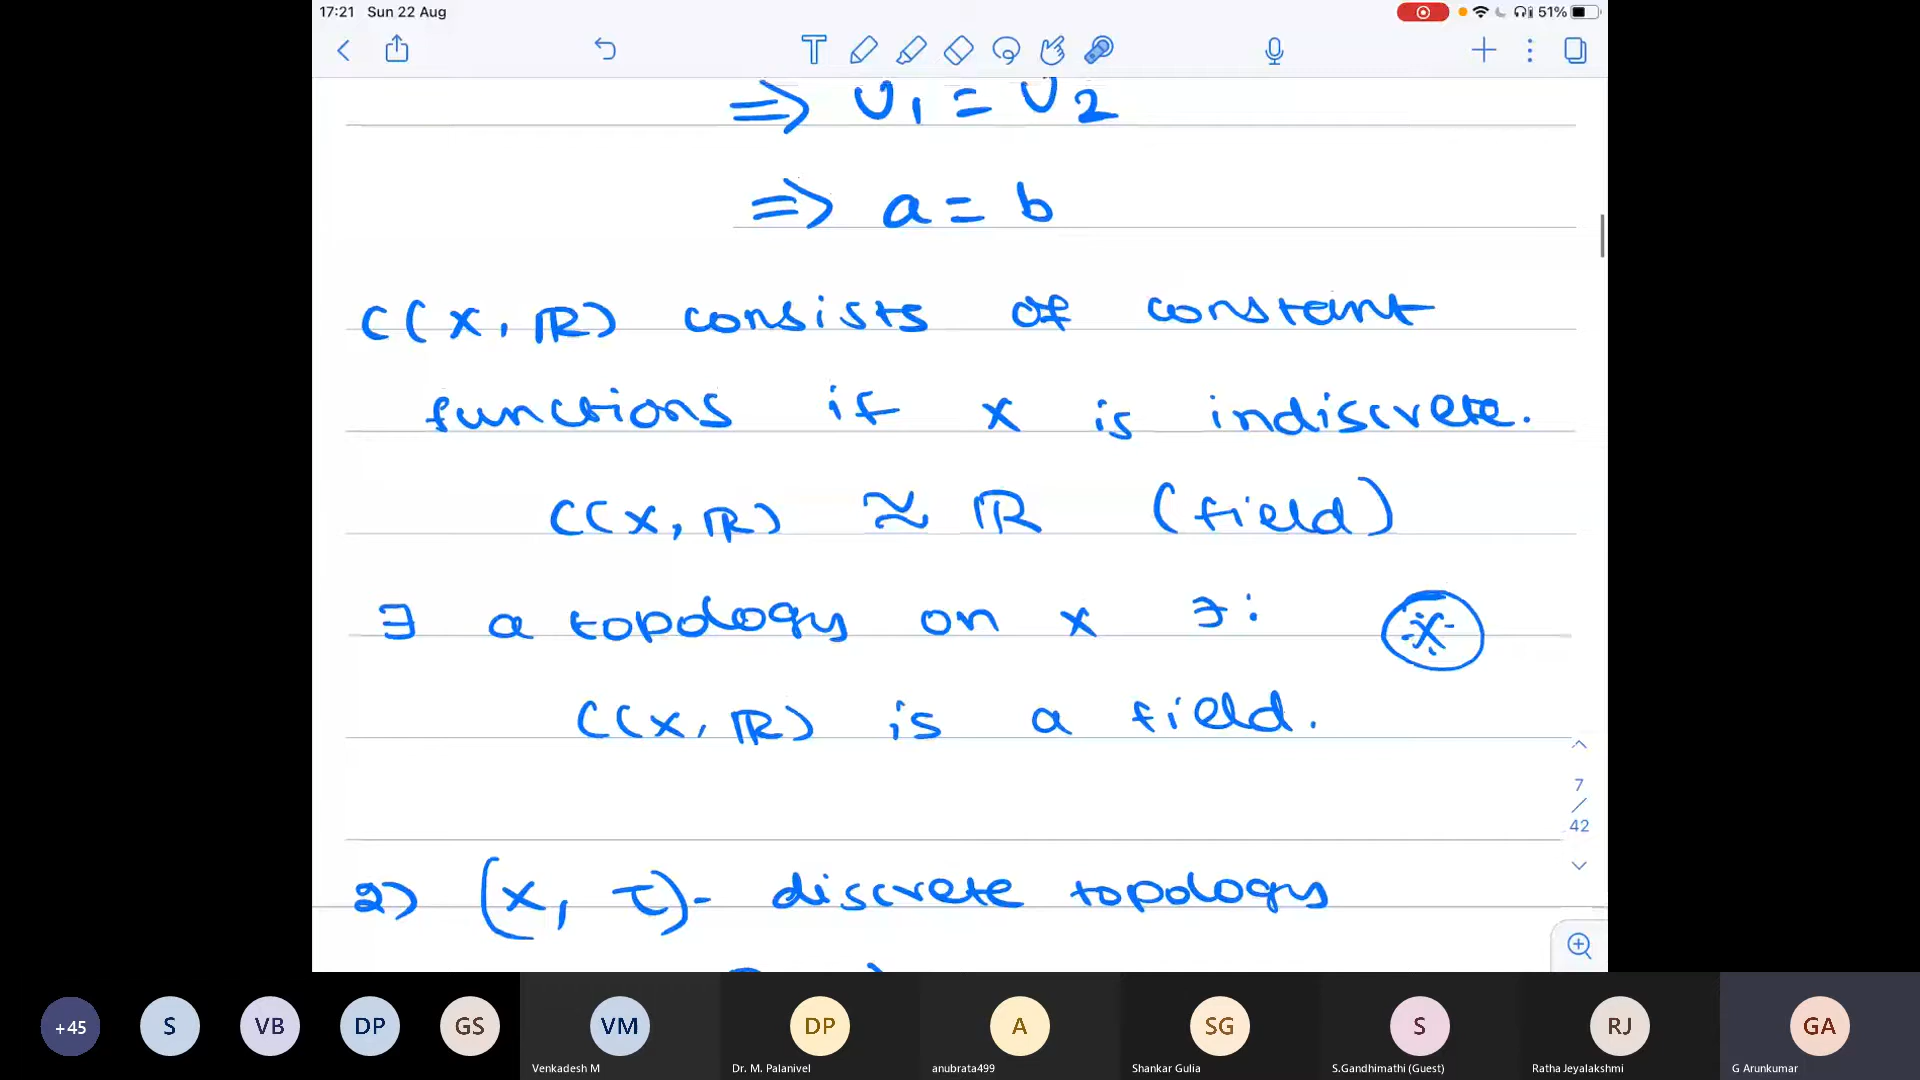 17:21 Sun 22 Aug
51%
⇒ U1 = U2
⇒ a = b
C(X, ℝ) consists of constant
functions if X is indiscrete.
C(X, ℝ) ≈ ℝ (field)
∃ a topology on X ∋:
C(X, ℝ) is a field.
7
/
42
2) (X, τ)- discrete topology
+45 S VB DP GS VM DP A SG S RJ GA
Venkadesh M Dr. M. Palanivel anubrata499 Shankar Gulia S.Gandhimathi (Guest) Ratha Jeyalakshmi G Arunkumar